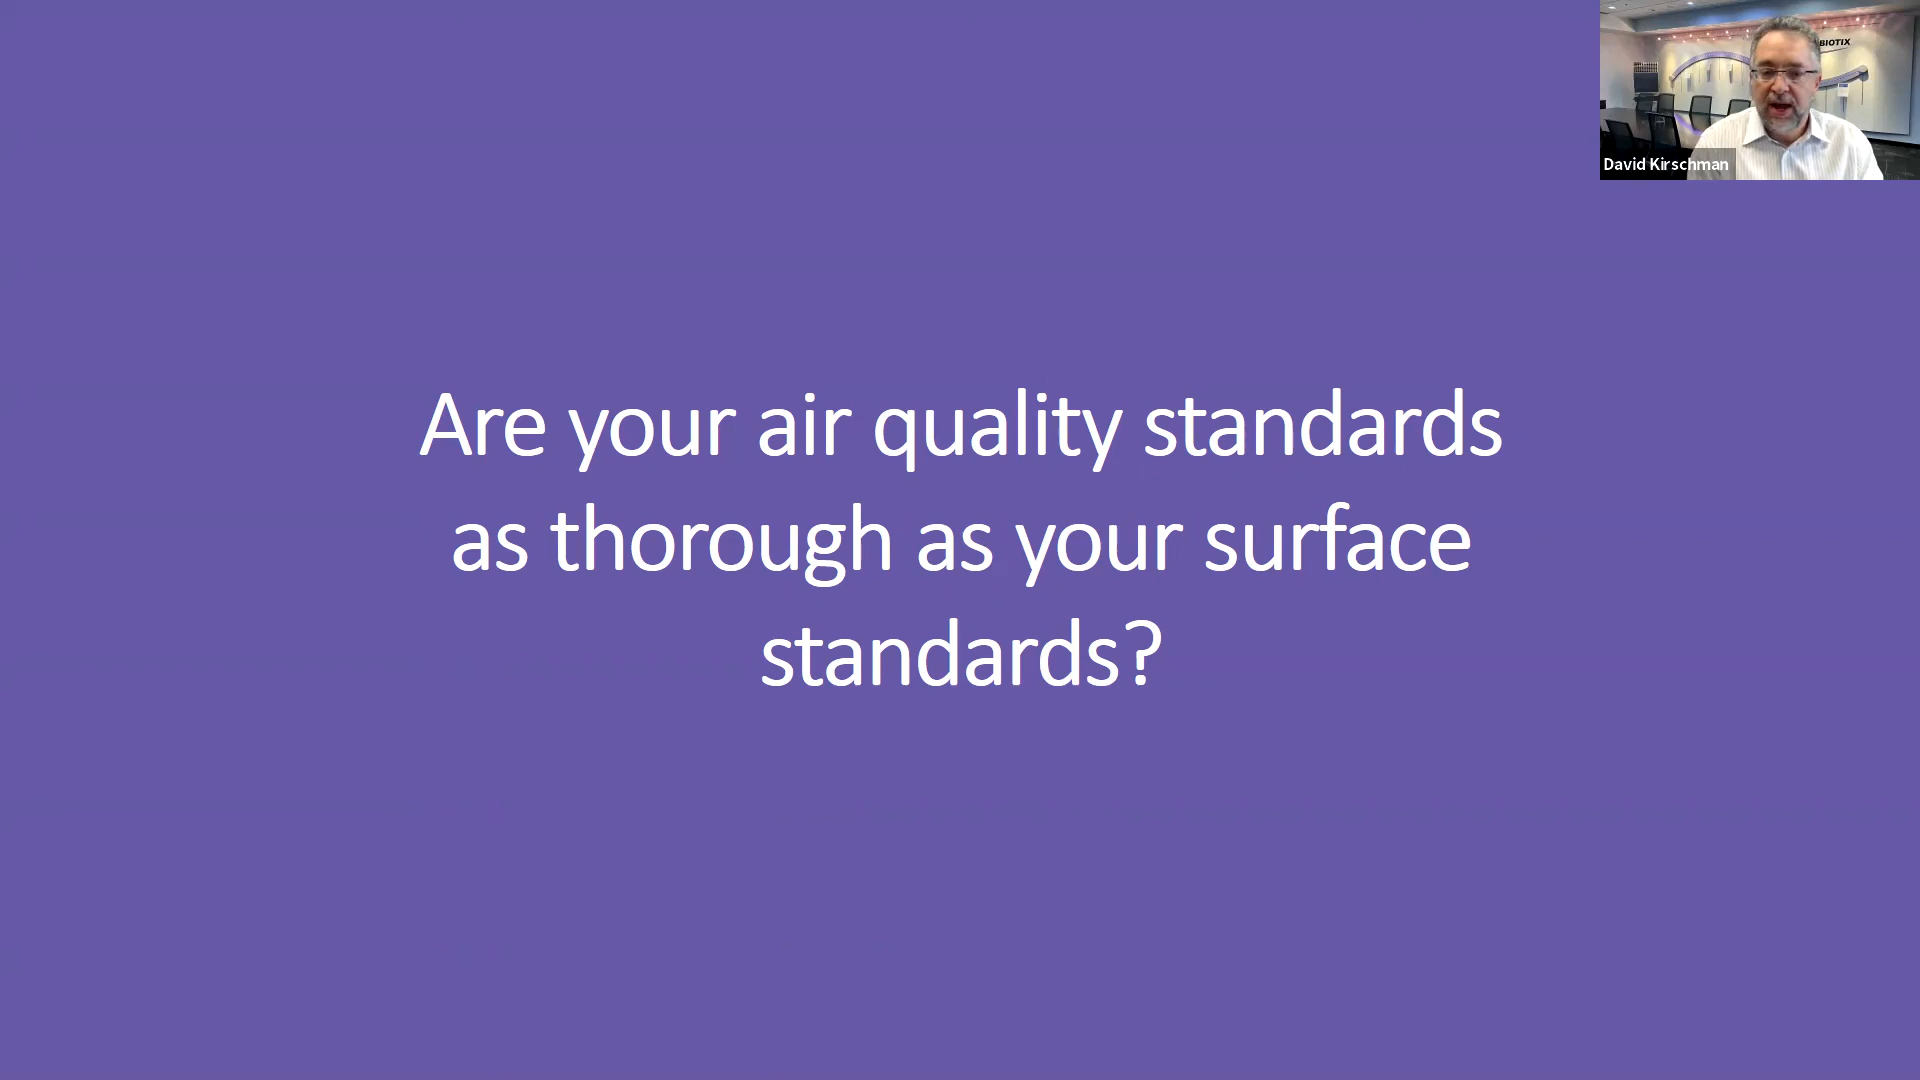 BIOTIX
David Kirschman
Are your air quality standards
as thorough as your surface
standards?